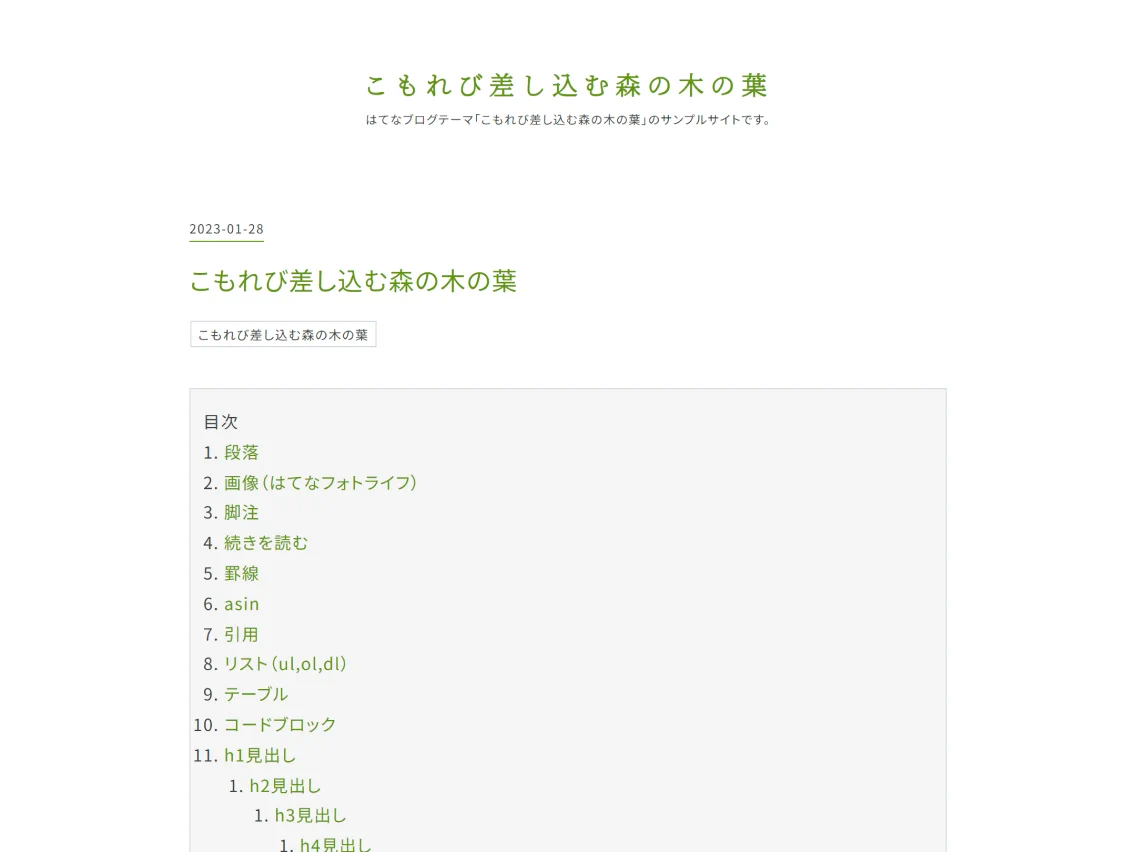 こもれび差し込む森の木の葉
はてなブログテーマ「こもれび差し込む森の木の葉」のサンプルサイトです。
2023-01-28
こもれび差し込む森の木の葉
こもれび差し込む森の木の葉
目次
1. 段落
2. 画像（はてなフォトライフ）
3. 脚注
4. 続きを読む
5. 罫線
6. asin
7. 引用
8. リスト（ul,ol,dl）
9. テーブル
10. コードブロック
11. h1見出し
1. h2見出し
1. h3見出し
1. h4見出し